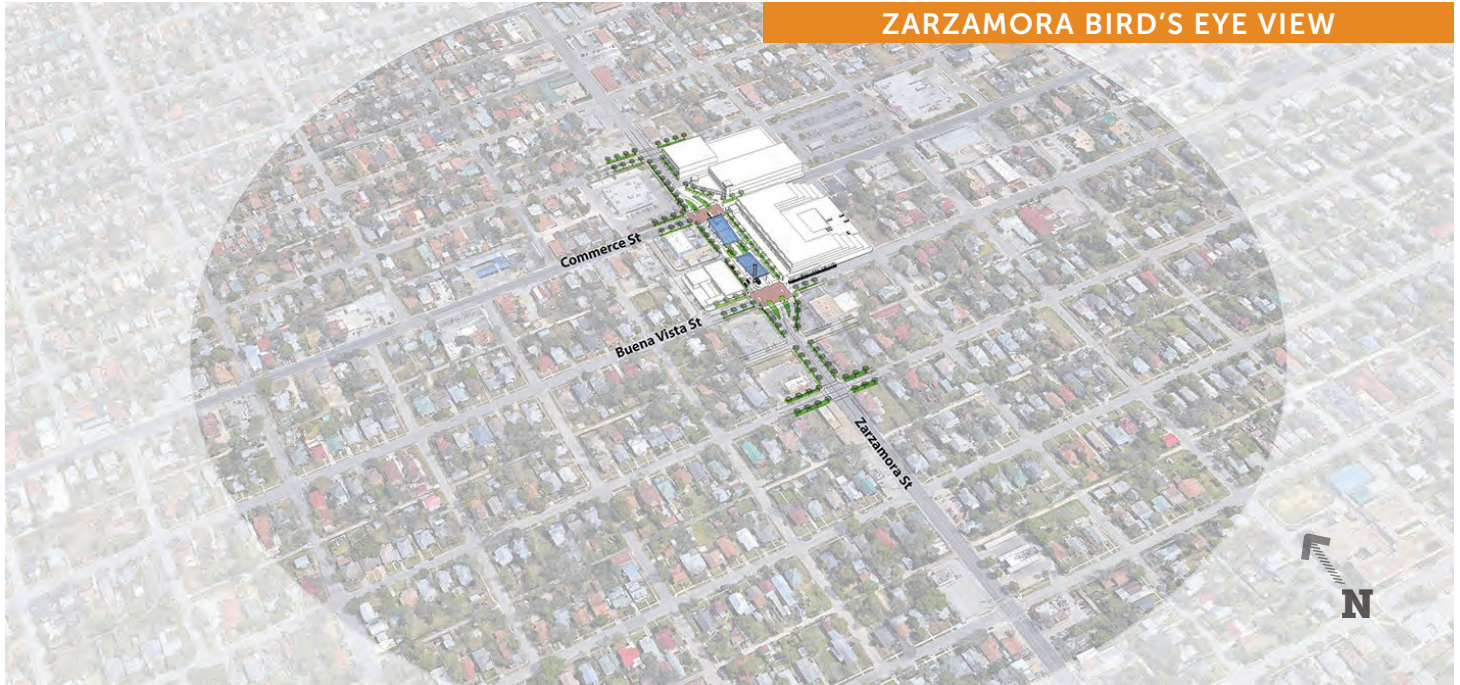 ZARZAMORA BIRD'S EYE VIEW
Commerce St
Buena Vista St
Zarzamora St
N